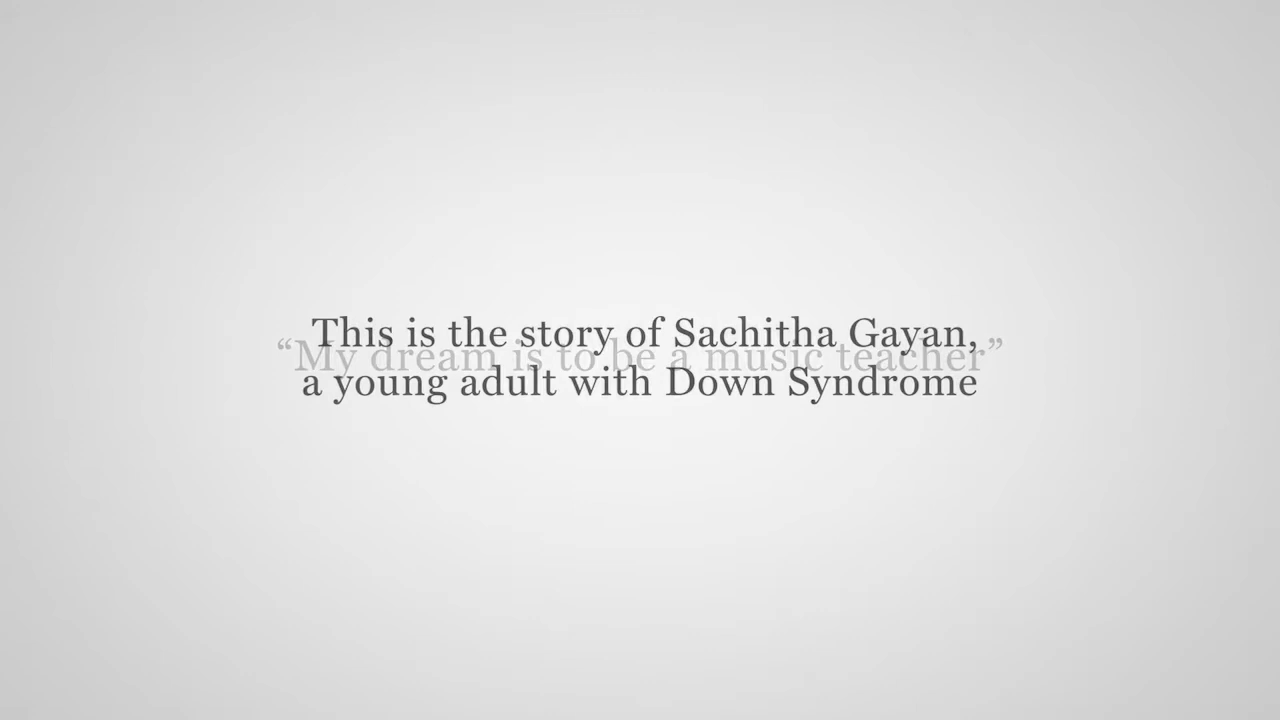 This is the story of Sachitha Gayan,
“My dream is to be a music teacher”
a young adult with Down Syndrome